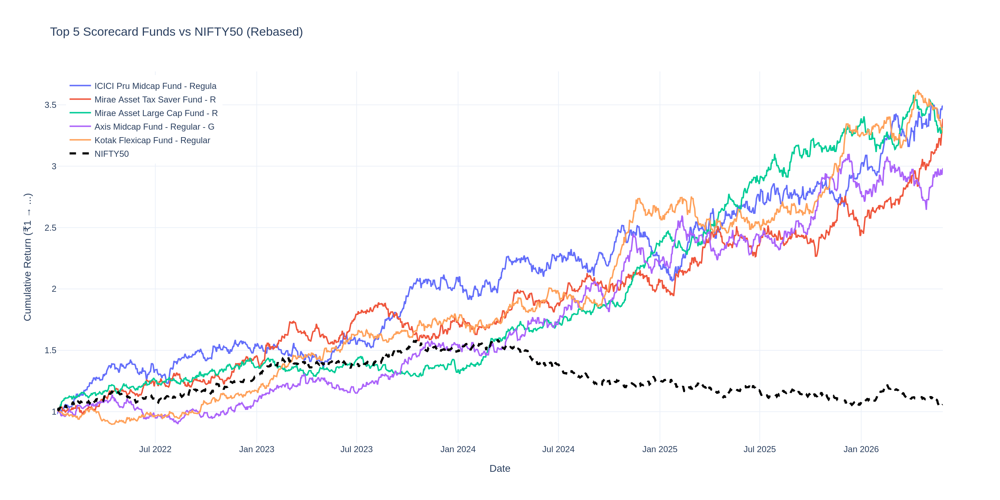 Top 5 Scorecard Funds vs NIFTY50 (Rebased)
ICICI Pru Midcap Fund - Regula
Mirae Asset Tax Saver Fund - R
Mirae Asset Large Cap Fund - R
Axis Midcap Fund - Regular - G
Kotak Flexicap Fund - Regular
NIFTY50
Cumulative Return (₹1 → ...)
3.5
3
2.5
2
1.5
1
Jul 2022
Jan 2023
Jul 2023
Jan 2024
Jul 2024
Jan 2025
Jul 2025
Jan 2026
Date